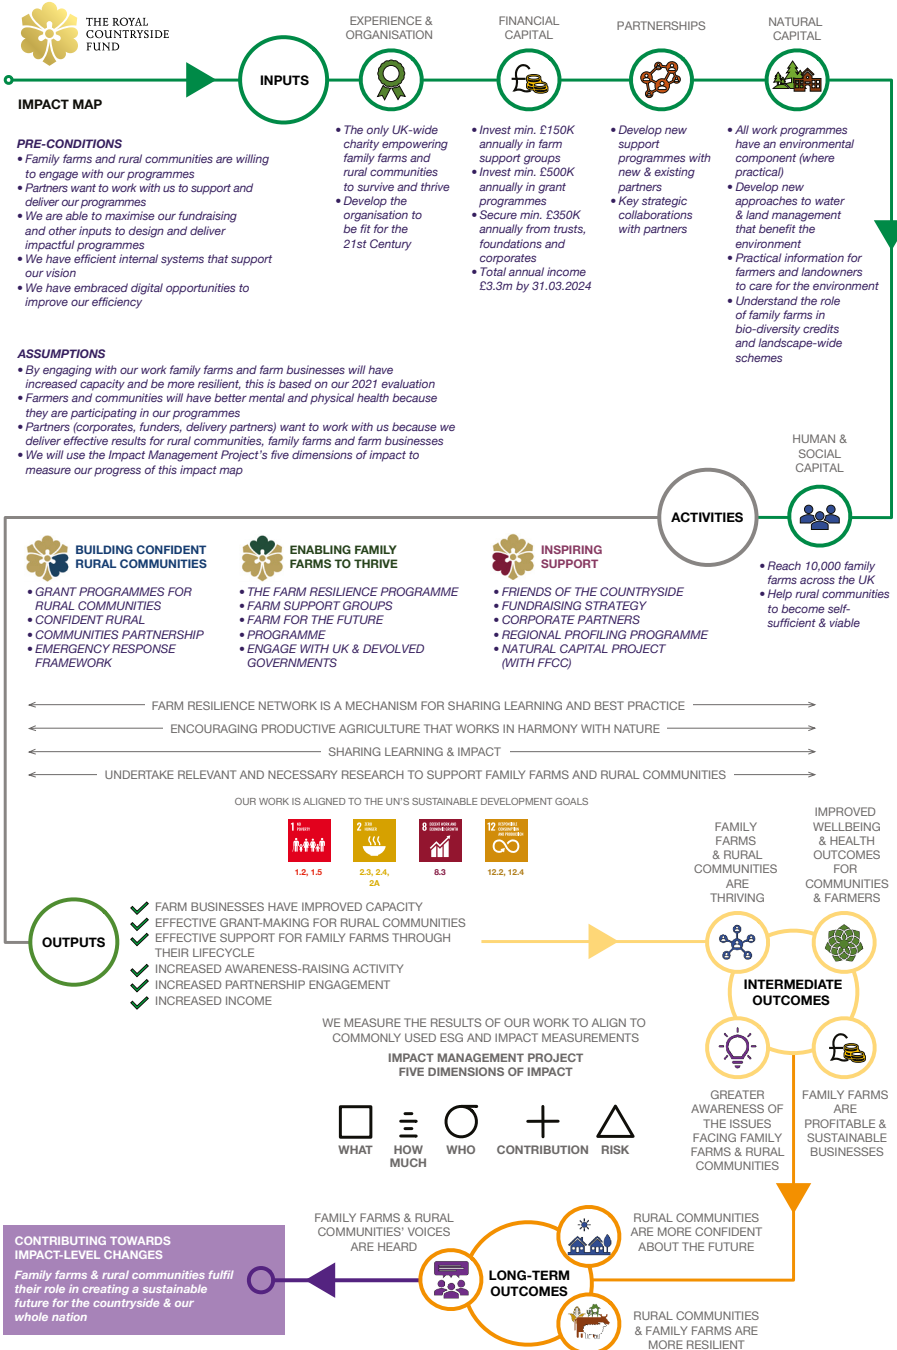 THE ROYAL
COUNTRYSIDE
FUND
IMPACT MAP
INPUTS
EXPERIENCE &
ORGANISATION
FINANCIAL
CAPITAL
PARTNERSHIPS
NATURAL
CAPITAL
PRE-CONDITIONS
• Family farms and rural communities are willing
to engage with our programmes
• Partners want to work with us to support and
deliver our programmes
• We are able to maximise our fundraising
and other inputs to design and deliver
impactful programmes
• We have efficient internal systems that support
our vision
• We have embraced digital opportunities to
improve our efficiency
• The only UK-wide
charity empowering
family farms and
rural communities
to survive and thrive
• Develop the
organisation to
be fit for the
21st Century
• Invest min. £150K
annually in farm
support groups
• Invest min. £500K
annually in grant
programmes
• Secure min. £350K
annually from trusts,
foundations and
corporates
• Total annual income
£3.3m by 31.03.2024
• Develop new
support
programmes with
new & existing
partners
• Key strategic
collaborations
with partners
• All work programmes
have an environmental
component (where
practical)
• Develop new
approaches to water
& land management
that benefit the
environment
• Practical information for
farmers and landowners
to care for the environment
• Understand the role
of family farms in
bio-diversity credits
and landscape-wide
schemes
ASSUMPTIONS
• By engaging with our work family farms and farm businesses will have
increased capacity and be more resilient, this is based on our 2021 evaluation
• Farmers and communities will have better mental and physical health because
they are participating in our programmes
• Partners (corporates, funders, delivery partners) want to work with us because we
deliver effective results for rural communities, family farms and farm businesses
• We will use the Impact Management Project's five dimensions of impact to
measure our progress of this impact map
HUMAN &
SOCIAL
CAPITAL
ACTIVITIES
• Reach 10,000 family
farms across the UK
• Help rural communities
to become self-
sufficient & viable
BUILDING CONFIDENT
RURAL COMMUNITIES
• GRANT PROGRAMMES FOR
RURAL COMMUNITIES
• CONFIDENT RURAL
• COMMUNITIES PARTNERSHIP
• EMERGENCY RESPONSE
FRAMEWORK
ENABLING FAMILY
FARMS TO THRIVE
• THE FARM RESILIENCE PROGRAMME
• FARM SUPPORT GROUPS
• FARM FOR THE FUTURE
• PROGRAMME
• ENGAGE WITH UK & DEVOLVED
GOVERNMENTS
INSPIRING
SUPPORT
• FRIENDS OF THE COUNTRYSIDE
• FUNDRAISING STRATEGY
• CORPORATE PARTNERS
• REGIONAL PROFILING PROGRAMME
• NATURAL CAPITAL PROJECT
(WITH FFCC)
FARM RESILIENCE NETWORK IS A MECHANISM FOR SHARING LEARNING AND BEST PRACTICE
ENCOURAGING PRODUCTIVE AGRICULTURE THAT WORKS IN HARMONY WITH NATURE
SHARING LEARNING & IMPACT
UNDERTAKE RELEVANT AND NECESSARY RESEARCH TO SUPPORT FAMILY FARMS AND RURAL COMMUNITIES
OUR WORK IS ALIGNED TO THE UN'S SUSTAINABLE DEVELOPMENT GOALS
1 NO
POVERTY
1.2, 1.5
2 ZERO
HUNGER
2.3, 2.4,
2A
8 DECENT WORK AND
ECONOMIC GROWTH
8.3
12 RESPONSIBLE
CONSUMPTION
AND PRODUCTION
12.2, 12.4
OUTPUTS
FARM BUSINESSES HAVE IMPROVED CAPACITY
EFFECTIVE GRANT-MAKING FOR RURAL COMMUNITIES
EFFECTIVE SUPPORT FOR FAMILY FARMS THROUGH
THEIR LIFECYCLE
INCREASED AWARENESS-RAISING ACTIVITY
INCREASED PARTNERSHIP ENGAGEMENT
INCREASED INCOME
FAMILY
FARMS
& RURAL
COMMUNITIES
ARE
THRIVING
IMPROVED
WELLBEING
& HEALTH
OUTCOMES
FOR
COMMUNITIES
& FARMERS
INTERMEDIATE
OUTCOMES
GREATER
AWARENESS OF
THE ISSUES
FACING FAMILY
FARMS & RURAL
COMMUNITIES
FAMILY FARMS
ARE
PROFITABLE &
SUSTAINABLE
BUSINESSES
WE MEASURE THE RESULTS OF OUR WORK TO ALIGN TO
COMMONLY USED ESG AND IMPACT MEASUREMENTS
IMPACT MANAGEMENT PROJECT
FIVE DIMENSIONS OF IMPACT
WHAT
HOW
MUCH
WHO
CONTRIBUTION
RISK
RURAL COMMUNITIES
ARE MORE CONFIDENT
ABOUT THE FUTURE
FAMILY FARMS & RURAL
COMMUNITIES' VOICES
ARE HEARD
LONG-TERM
OUTCOMES
RURAL COMMUNITIES
& FAMILY FARMS ARE
MORE RESILIENT
CONTRIBUTING TOWARDS
IMPACT-LEVEL CHANGES
Family farms & rural communities fulfil
their role in creating a sustainable
future for the countryside & our
whole nation